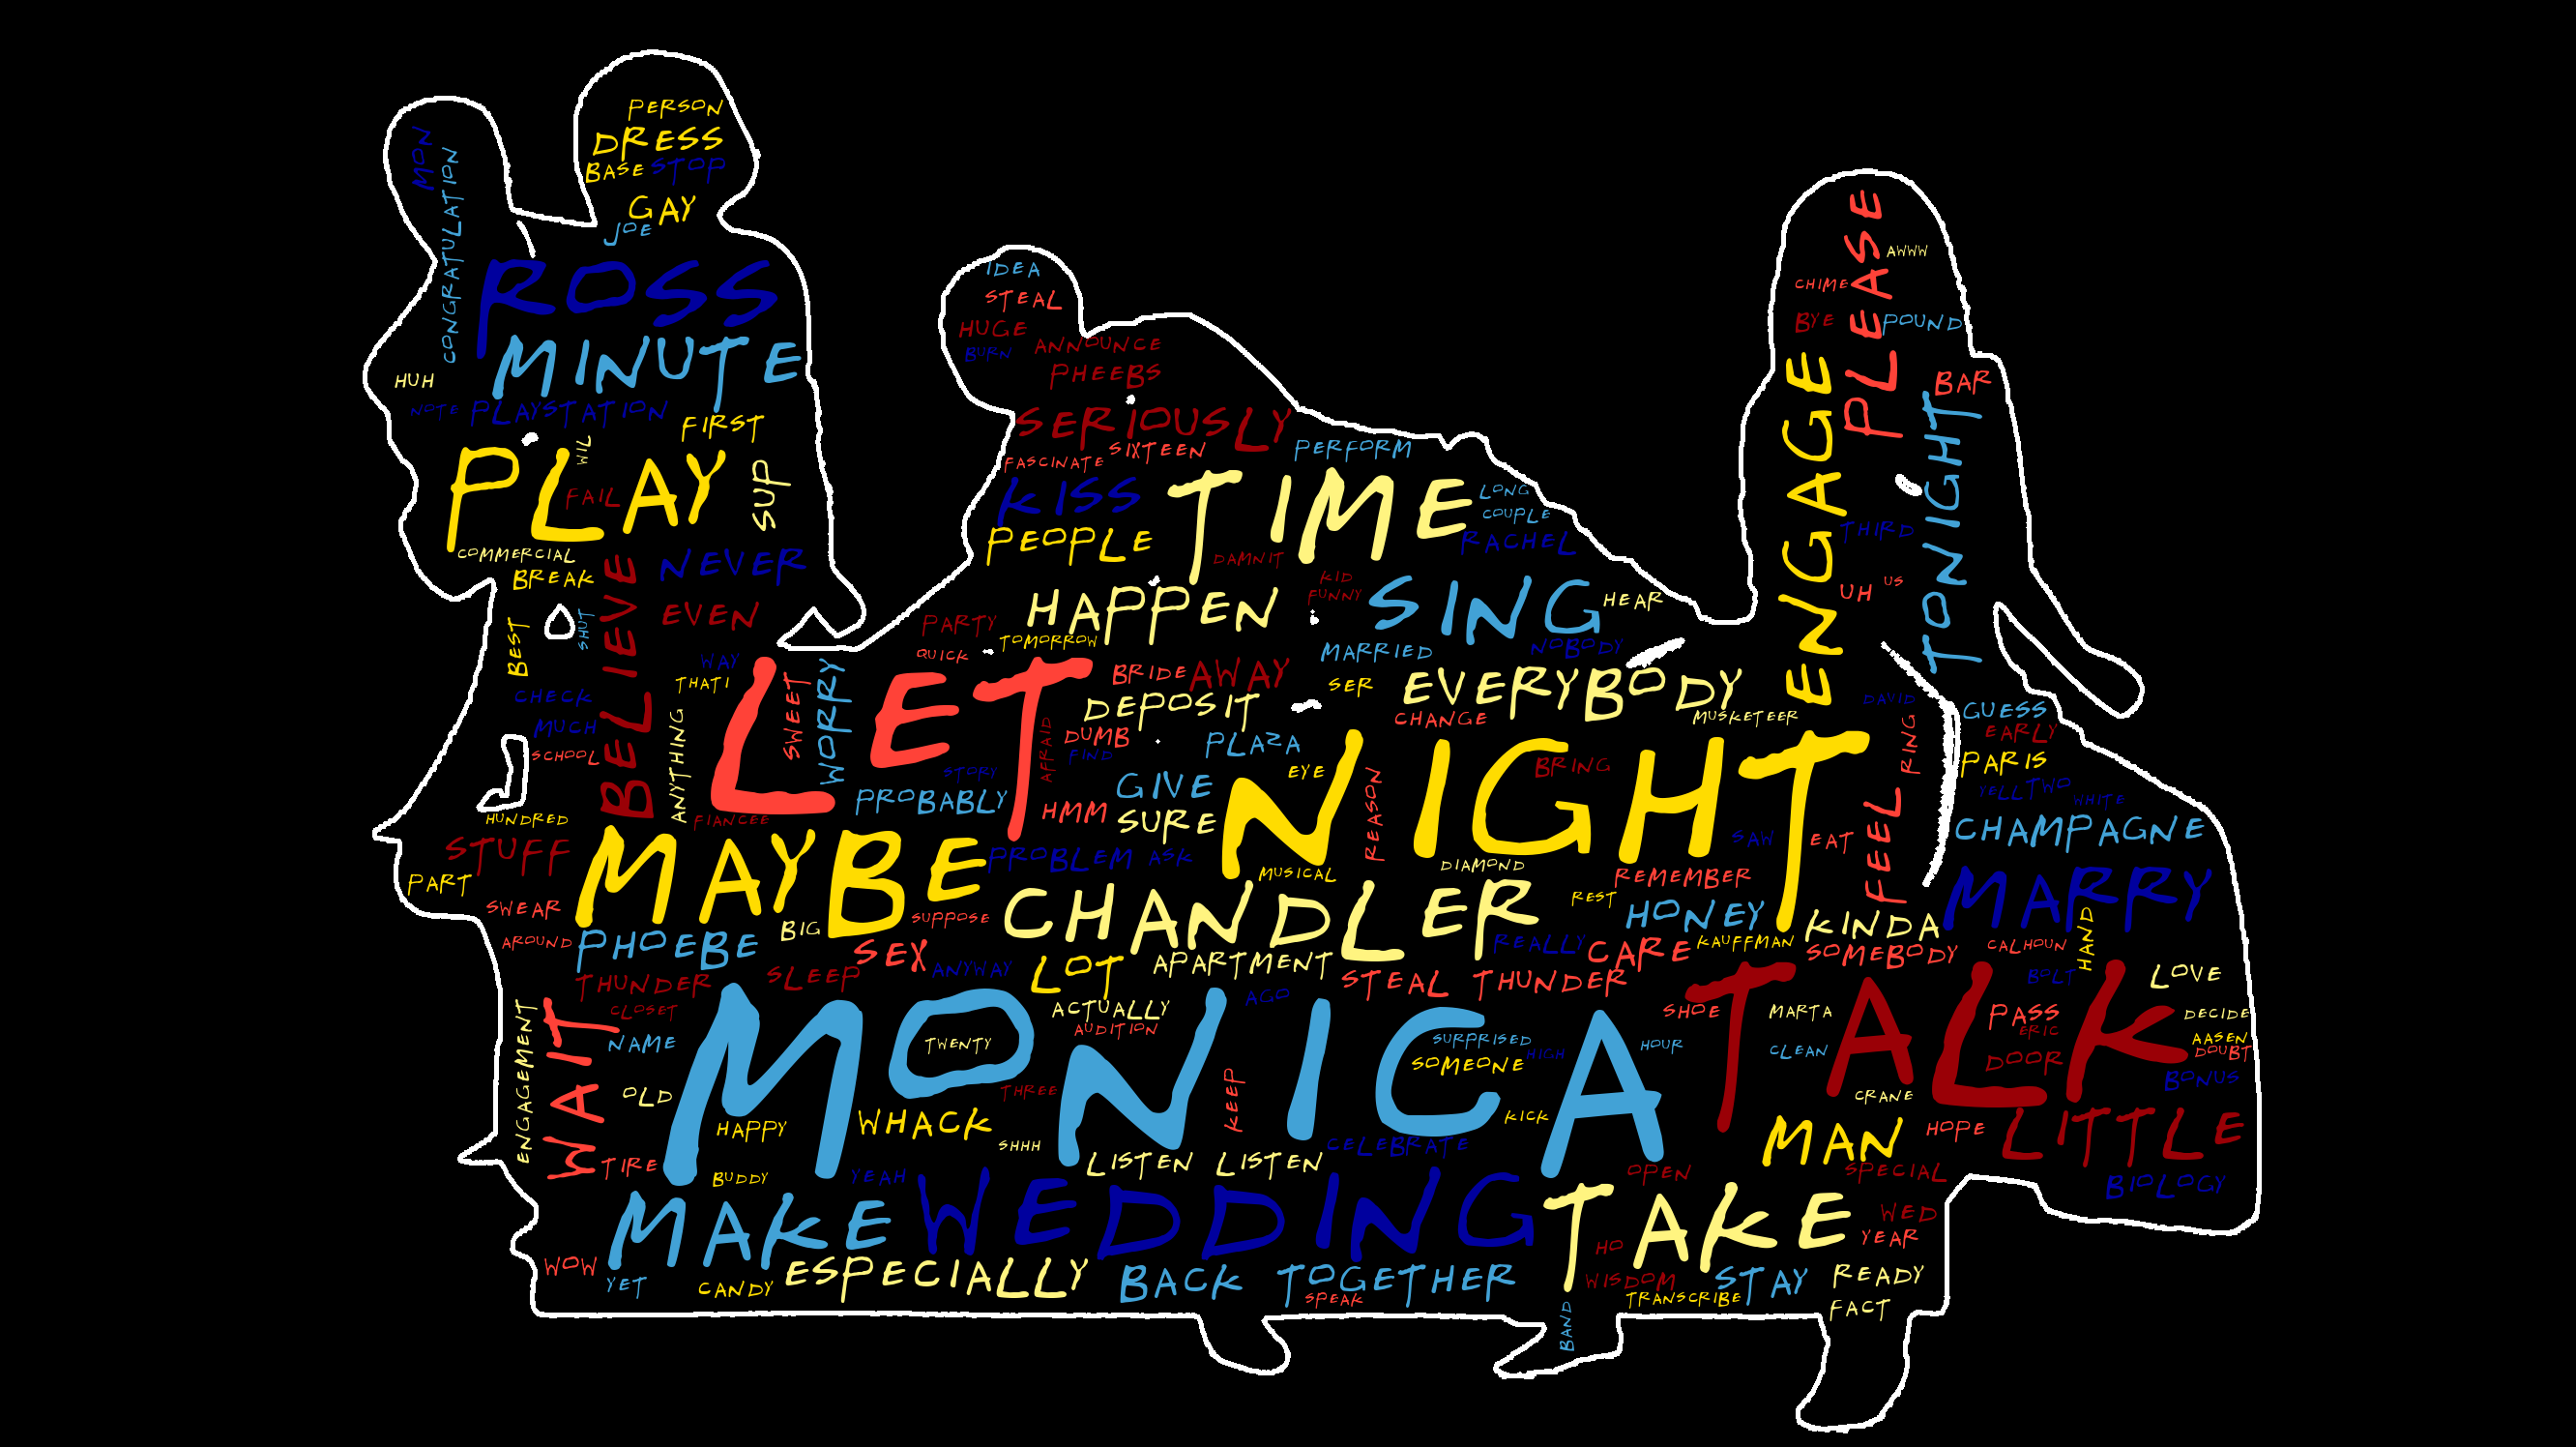 PERSON
DRESS
BASE STOP
GAY
JOE
MON
CONGRATULATION
ROSS
MINUTE
HUH
NOTE PLAYSTATION
FIRST
WIL
PLAY
FAIL
SUP
COMMERCIAL
BREAK
NEVER
BELIEVE
EVEN
BEST
SHUT
WAY
THATI
CHECK
MUCH
SCHOOL
ANYTHING
HUNDRED
FIANCEE
IDEA
STEAL
HUGE
BURN
ANNOUNCE
PHEEBS
SERIOUSLY
FASCINATE
SIXTEEN
PERFORM
KISS
TIME
LONG
COUPLE
PEOPLE
DAMNIT
RACHEL
HAPPEN
KID
FUNNY
SING
HEAR
PARTY
TOMORROW
QUICK
MARRIED
NOBODY
PLEASE
AWWW
CHIME
BYE
POUND
BAR
ENGAGE
TONIGHT
THIRD
UH
US
LET
SWEET
WORRY
BRIDE
AWAY
SER
EVERYBODY
DEPOSIT
CHANGE
MUSKETEER
AFRAID
DUMB
FIND
PLAZA
DAVID
RING
GUESS
EARLY
PARIS
YELLTWO
WHITE
STORY
PROBABLY
HMM
GIVE
SURE
NIGHT
EYE
REASON
BRING
SAW
EAT
FEEL
CHAMPAGNE
STUFF
PART
MAYBE
PROBLEM
ASK
MUSICAL
DIAMOND
REMEMBER
MARRY
SWEAR
BIG
SUPPOSE
CHANDLER
REST
HONEY
KINDA
HAND
AROUND
PHOEBE
SEX
ANYWAY
LOT
APARTMENT
REALLY
CARE
KAUFFMAN
SOMEBODY
CALHOUN
BOLT
LOVE
THUNDER
SLEEP
STEAL THUNDER
CLOSET
NAME
WAIT
ENGAGEMENT
ACTUALLY
AUDITION
AGO
SHOE
TALK
MARTA
CLEAN
PASS
ERIC
DOOR
DECIDE
AASEN
DOUBT
BONUS
MONICA
TWENTY
SURPRISED
SOMEONE
HIGH
HOUR
OLD
THREE
KEEP
CRANE
HAPPY
WHACK
SHHH
KICK
CELEBRATE
MAN
HOPE
LITTLE
TIRE
LISTEN
LISTEN
BUDDY
YEAH
OPEN
SPECIAL
BIOLOGY
MAKE
WEDDING
TAKE
WED
YEAR
HO
WOW
YET
CANDY
ESPECIALLY
BACK
TOGETHER
SPEAK
WISDOM
TRANSCRIBE
STAY
READY
FACT
BAND